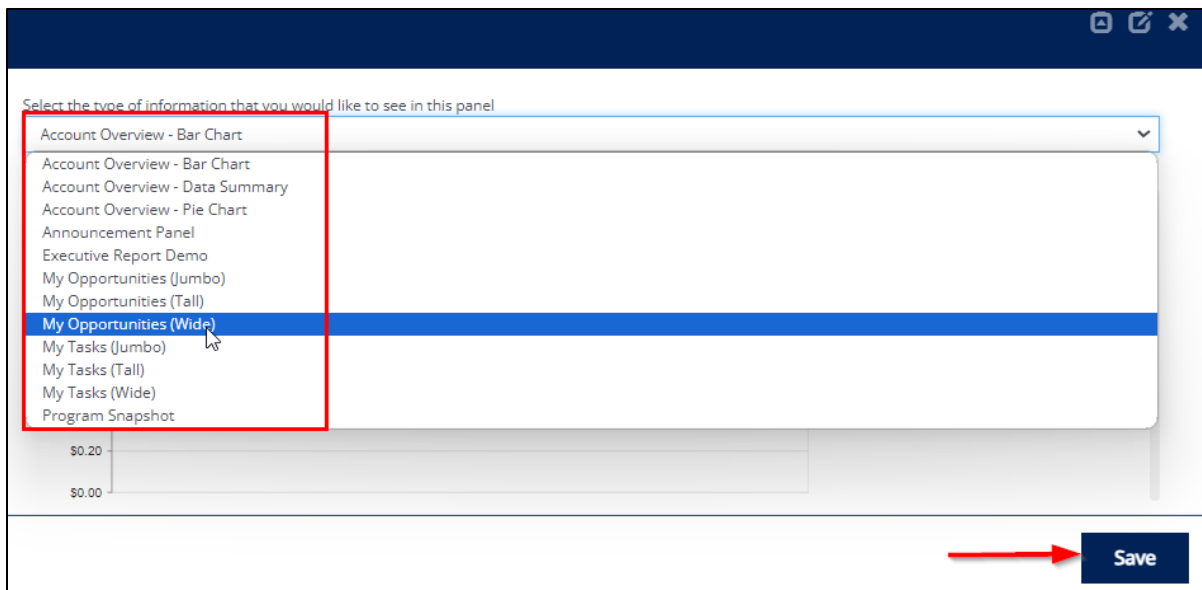 Select the type of information that you would like to see in this panel
Account Overview - Bar Chart
Account Overview - Bar Chart
Account Overview - Data Summary
Account Overview - Pie Chart
Announcement Panel
Executive Report Demo
My Opportunities (Jumbo)
My Opportunities (Tall)
My Opportunities (Wide)
My Tasks (Jumbo)
My Tasks (Tall)
My Tasks (Wide)
Program Snapshot
$0.20
$0.00
Save